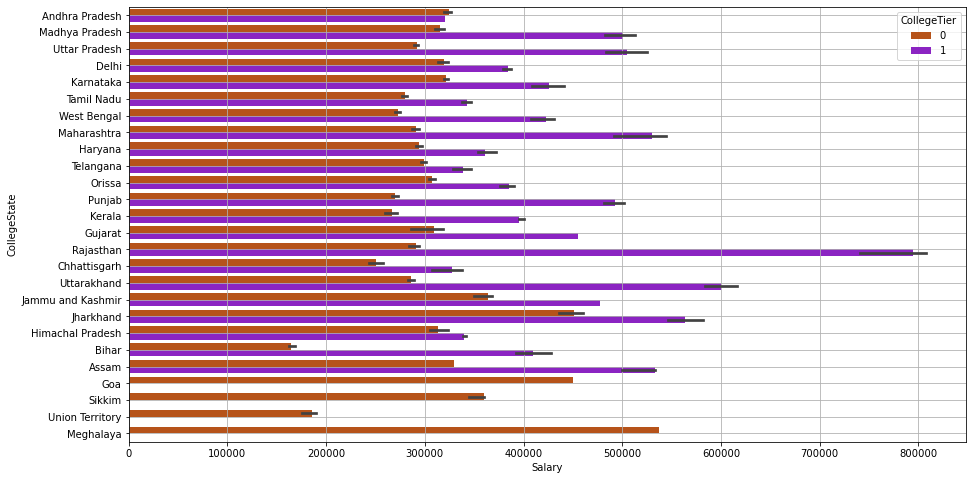 CollegeState
Andhra Pradesh
Madhya Pradesh
Uttar Pradesh
Delhi
Karnataka
Tamil Nadu
West Bengal
Maharashtra
Haryana
Telangana
Orissa
Punjab
Kerala
Gujarat
Rajasthan
Chhattisgarh
Uttarakhand
Jammu and Kashmir
Jharkhand
Himachal Pradesh
Bihar
Assam
Goa
Sikkim
Union Territory
Meghalaya
CollegeTier
0
1
0 100000 200000 300000 400000 500000 600000 700000 800000
Salary